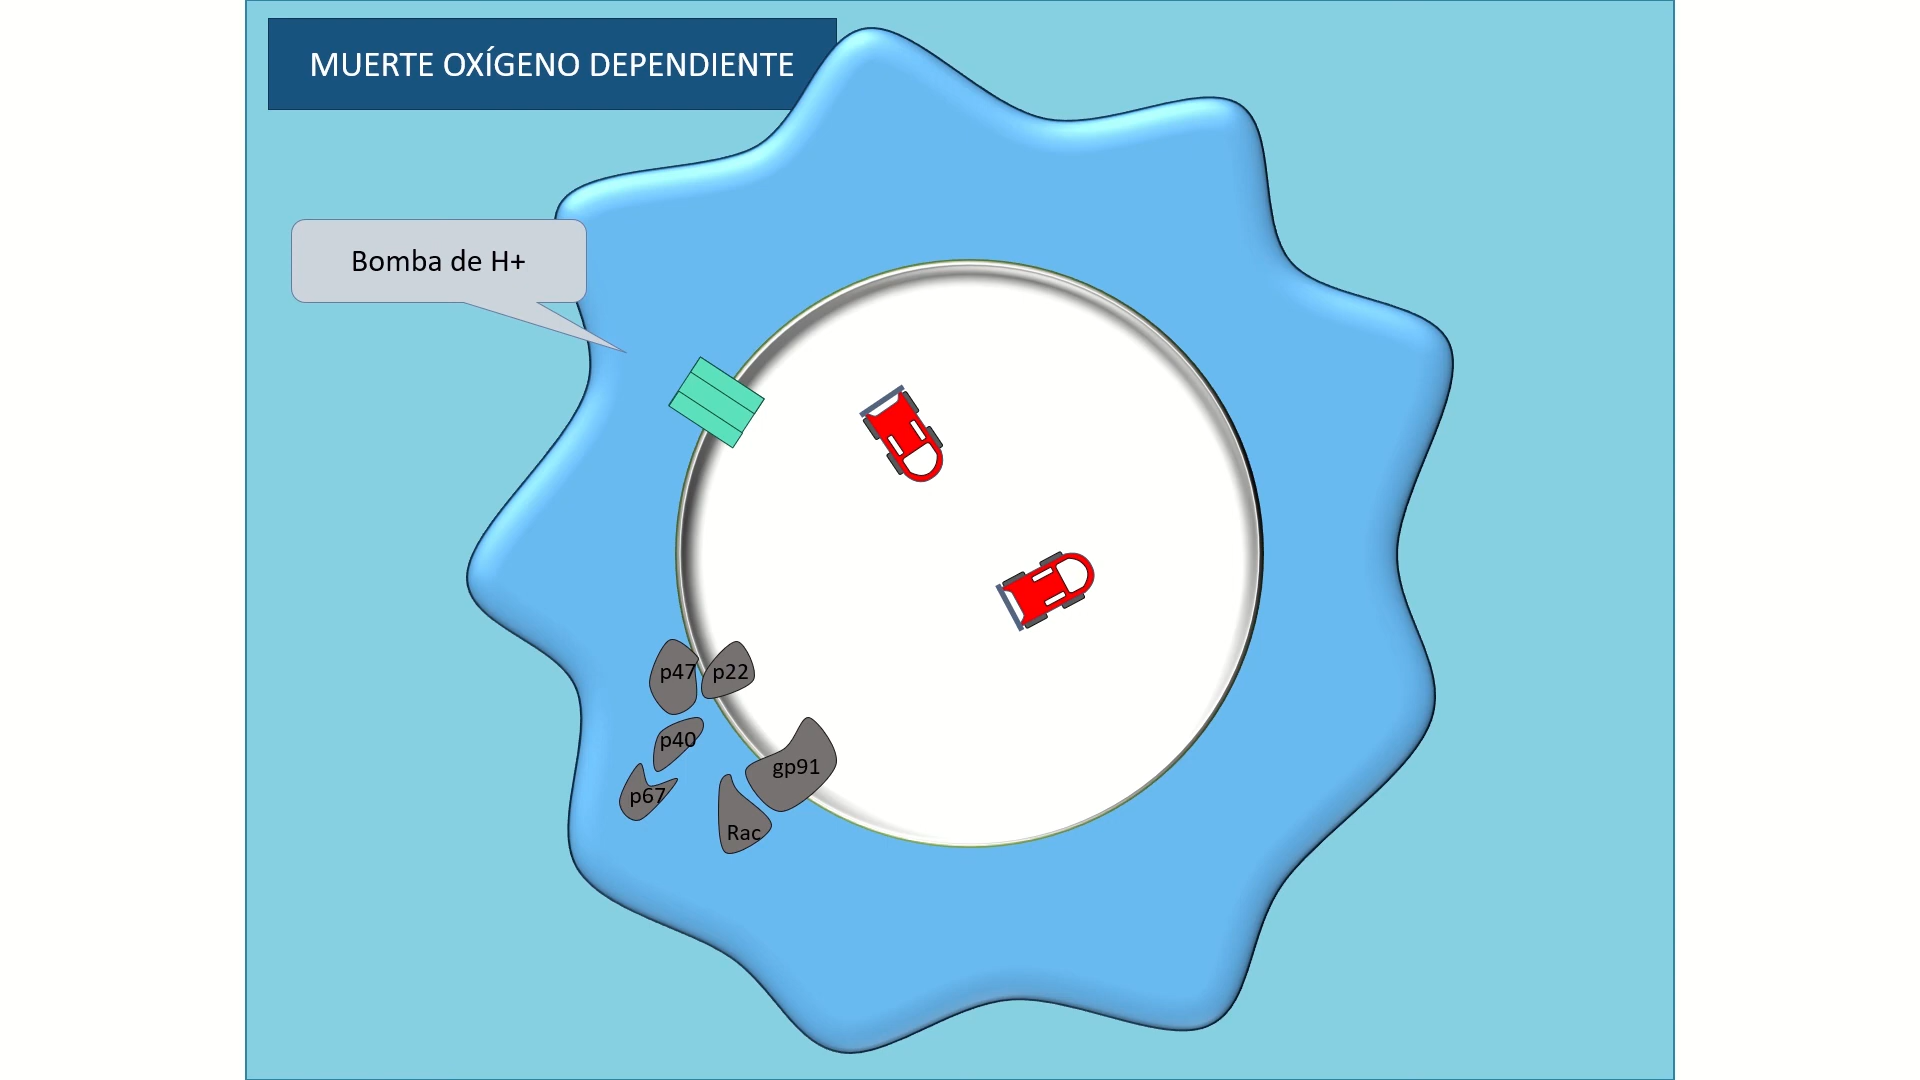 MUERTE OXÍGENO DEPENDIENTE
Bomba de H+
p47
p22
p40
gp91
p67
Rac